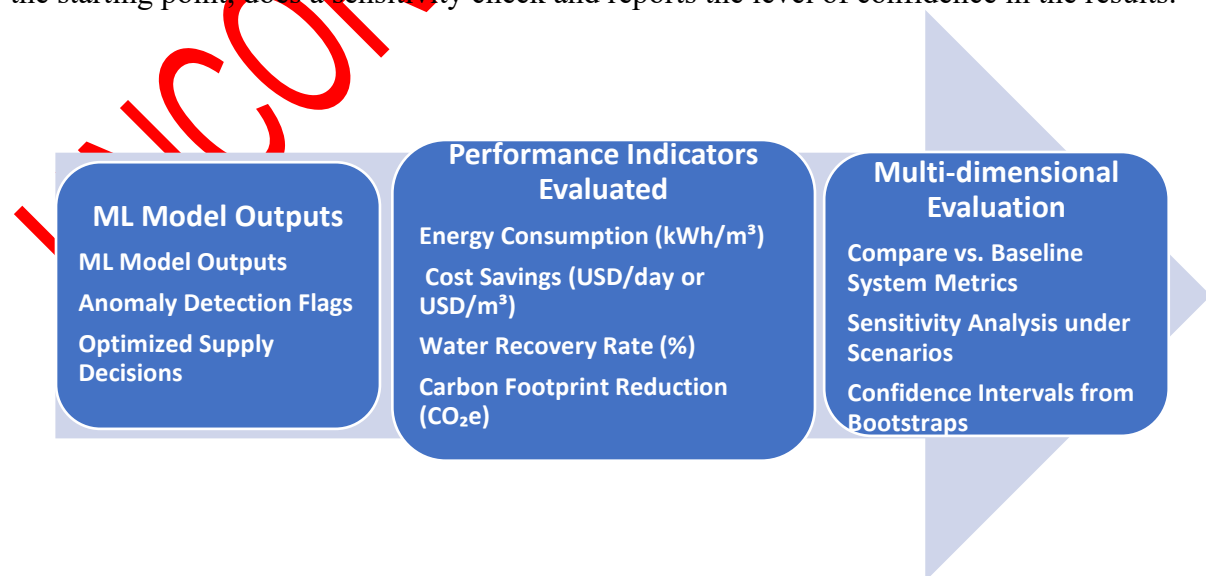 the starting point, does a sensitivity check and reports the level of confidence in the results.
ML Model Outputs
ML Model Outputs
Anomaly Detection Flags
Optimized Supply
Decisions
Performance Indicators
Evaluated
Energy Consumption (kWh/m³)
Cost Savings (USD/day or
USD/m³)
Water Recovery Rate (%)
Carbon Footprint Reduction
(CO₂e)
Multi-dimensional
Evaluation
Compare vs. Baseline
System Metrics
Sensitivity Analysis under
Scenarios
Confidence Intervals from
Bootstraps